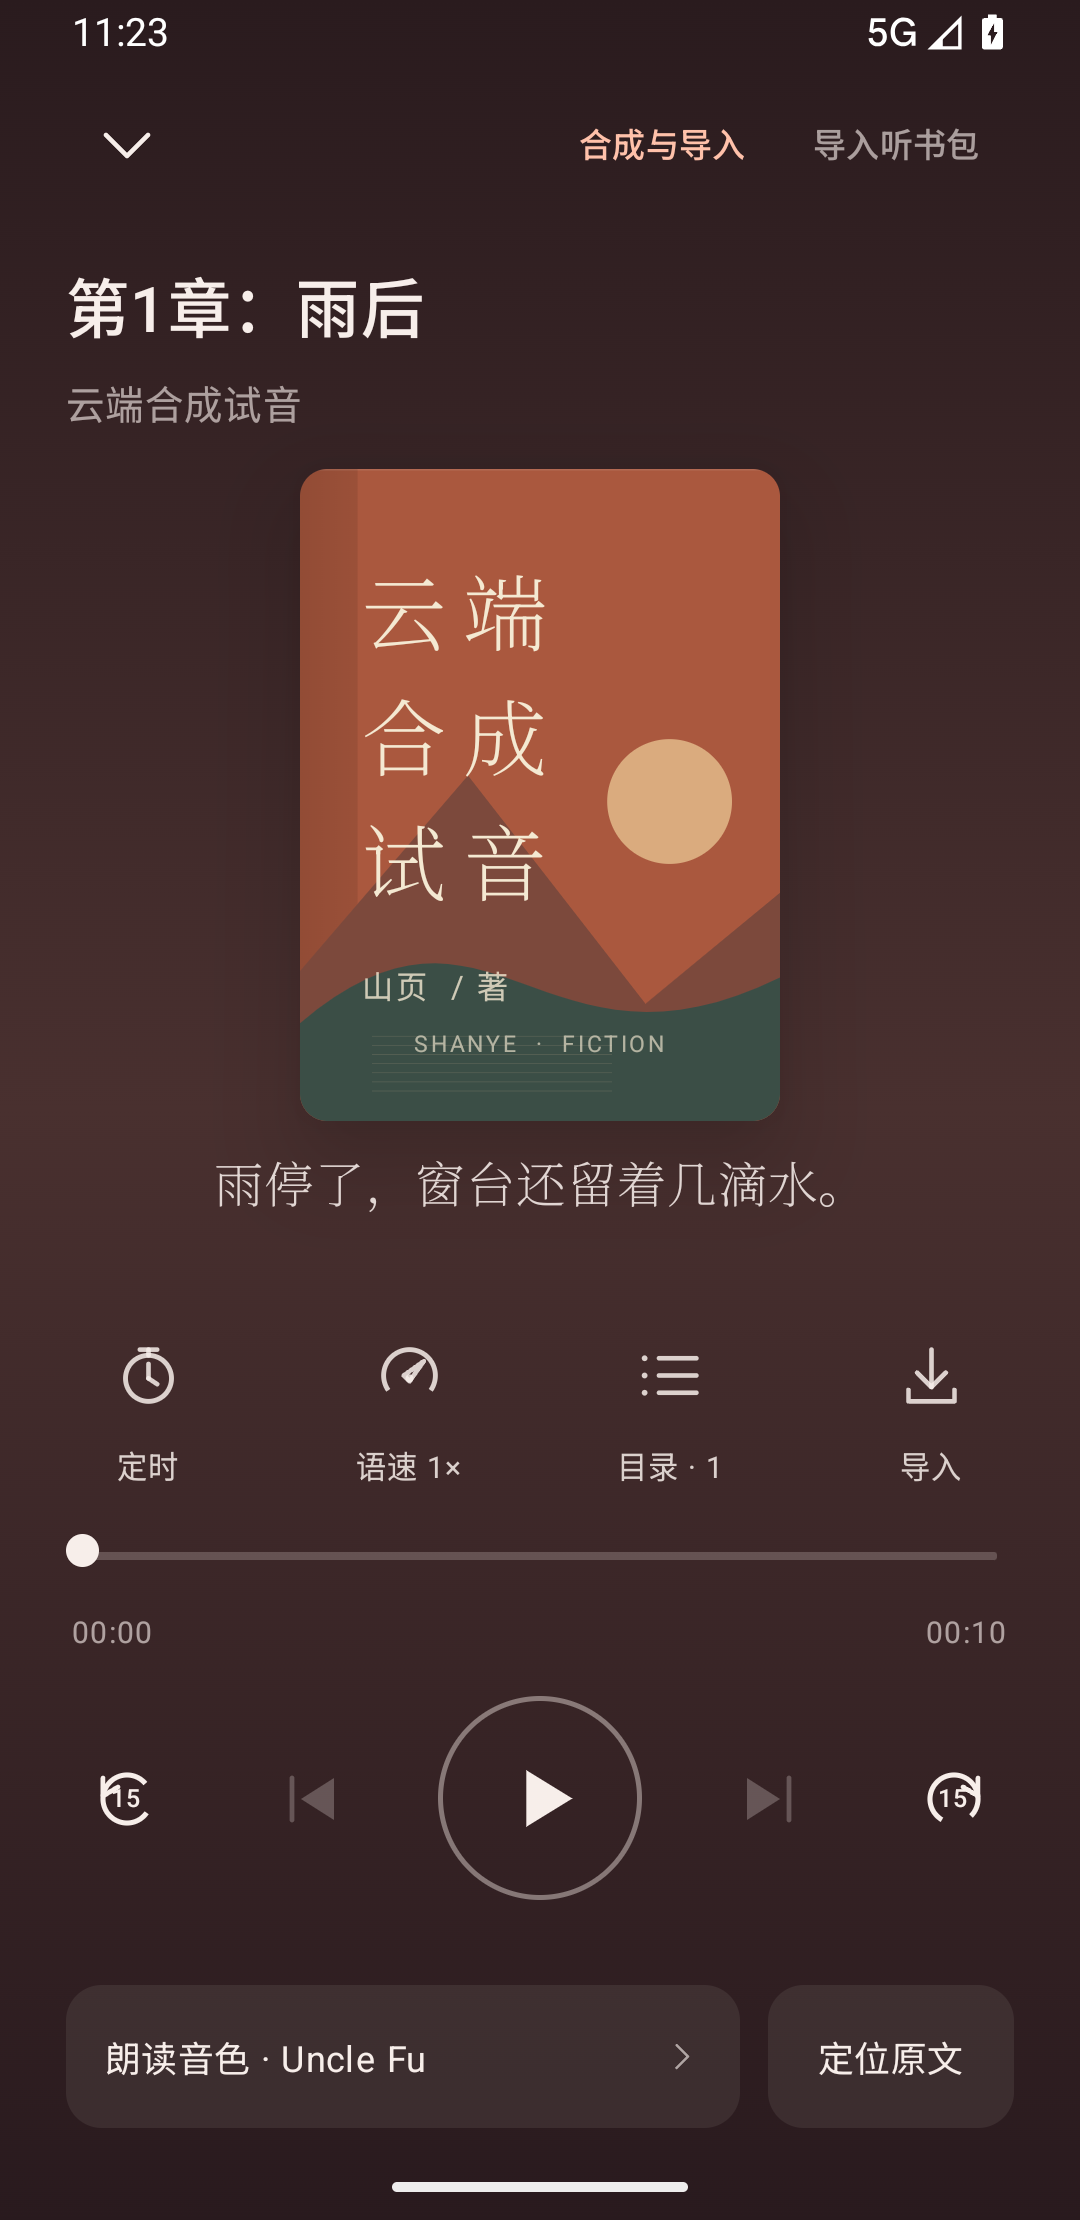 11:23 5G
合成与导入 导入听书包
第1章：雨后
云端合成试音
云端
合成
试音
山页 / 著
SHANYE · FICTION
雨停了，窗台还留着几滴水。
定时 语速 1× 目录 · 1 导入
00:00 00:10
15 15
朗读音色 · Uncle Fu 定位原文